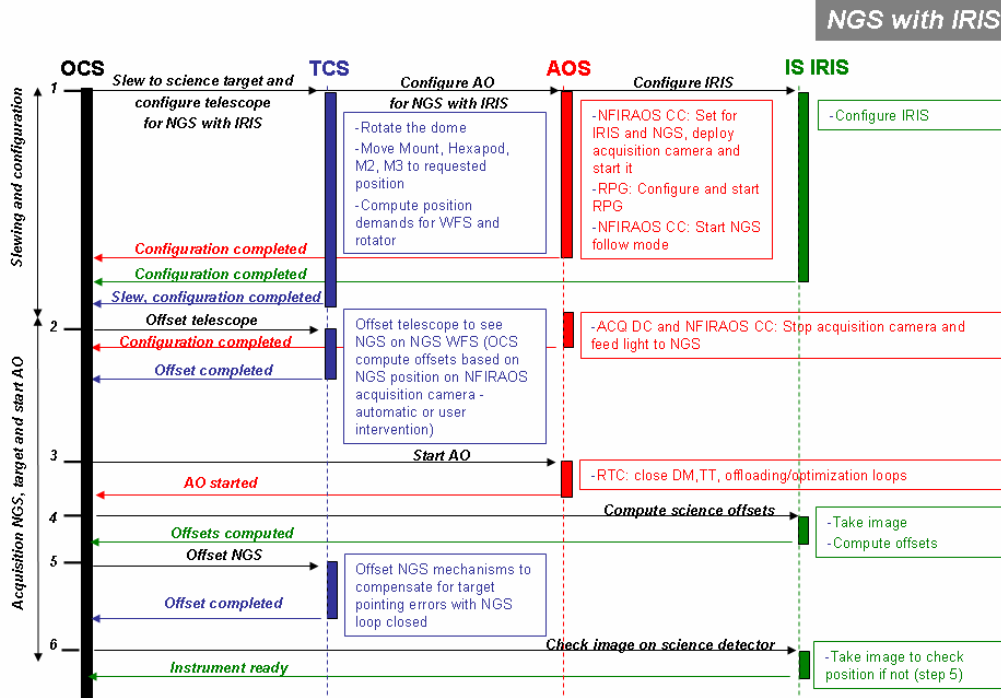 NGS with IRIS
OCS
TCS
AOS
IS IRIS
Slewing and configuration
1
Slew to science target and
configure telescope
for NGS with IRIS
Configure AO
for NGS with IRIS
Configure IRIS
-Rotate the dome
-Move Mount, Hexapod,
M2, M3 to requested
position
-Compute position
demands for WFS and
rotator
-NFIRAOS CC: Set for
IRIS and NGS, deploy
acquisition camera and
start it
-RPG: Configure and start
RPG
-NFIRAOS CC: Start NGS
follow mode
-Configure IRIS
Configuration completed
Configuration completed
Slew, configuration completed
Acquisition NGS, target and start AO
2
Offset telescope
Configuration completed
Offset completed
Offset telescope to see
NGS on NGS WFS (OCS
compute offsets based on
NGS position on NFIRAOS
acquisition camera -
automatic or user
intervention)
-ACQ DC and NFIRAOS CC: Stop acquisition camera and
feed light to NGS
3
Start AO
AO started
-RTC: close DM,TT, offloading/optimization loops
4
Compute science offsets
Offsets computed
-Take image
-Compute offsets
5
Offset NGS
Offset completed
Offset NGS mechanisms to
compensate for target
pointing errors with NGS
loop closed
6
Check image on science detector
Instrument ready
-Take image to check
position if not (step 5)